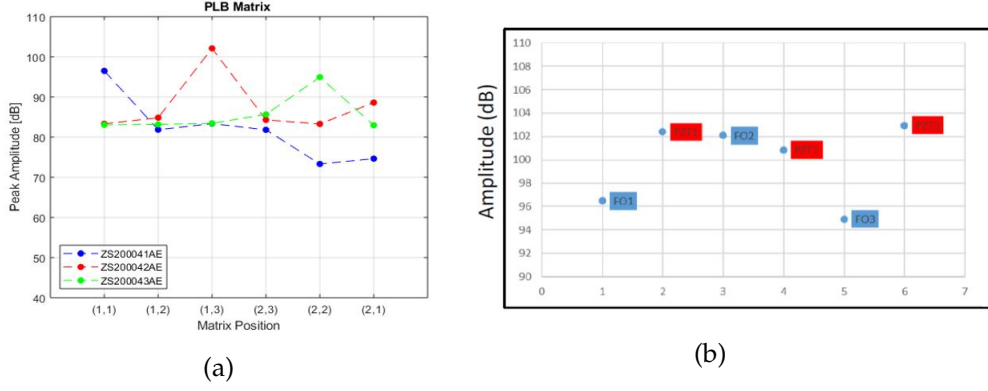 PLB Matrix
110
100
90
80
70
60
50
40
Peak Amplitude [dB]
ZS200041AE
ZS200042AE
ZS200043AE
(1,1) (1,2) (1,3) (2,3) (2,2) (2,1)
Matrix Position
(a)
110
108
106
104
102
100
98
96
94
92
90
Amplitude (dB)
FO1
PZT1
FO2
PZT2
FO3
0 1 2 3 4 5 6 7
(b)